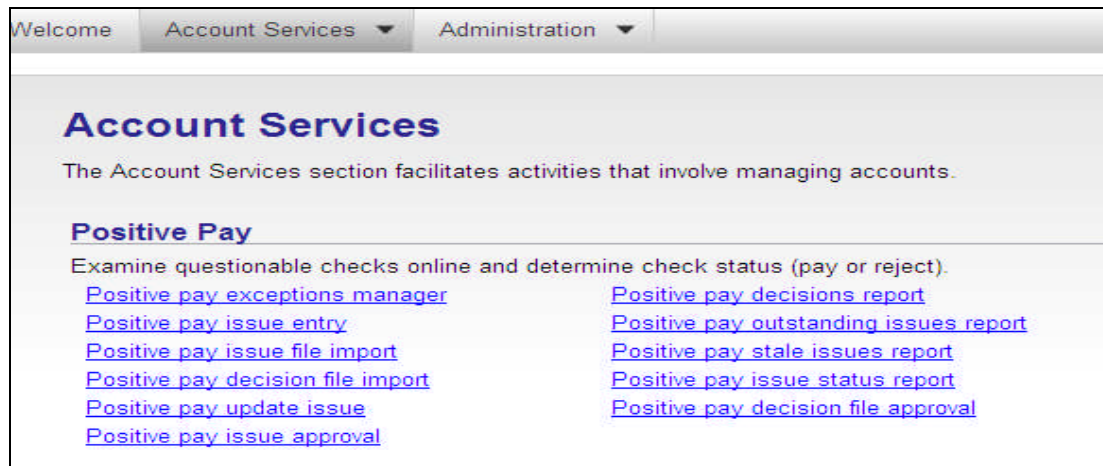 Welcome Account Services Administration
Account Services
The Account Services section facilitates activities that involve managing accounts.
Positive Pay
Examine questionable checks online and determine check status (pay or reject).
Positive pay exceptions manager Positive pay decisions report
Positive pay issue entry Positive pay outstanding issues report
Positive pay issue file import Positive pay stale issues report
Positive pay decision file import Positive pay issue status report
Positive pay update issue Positive pay decision file approval
Positive pay issue approval